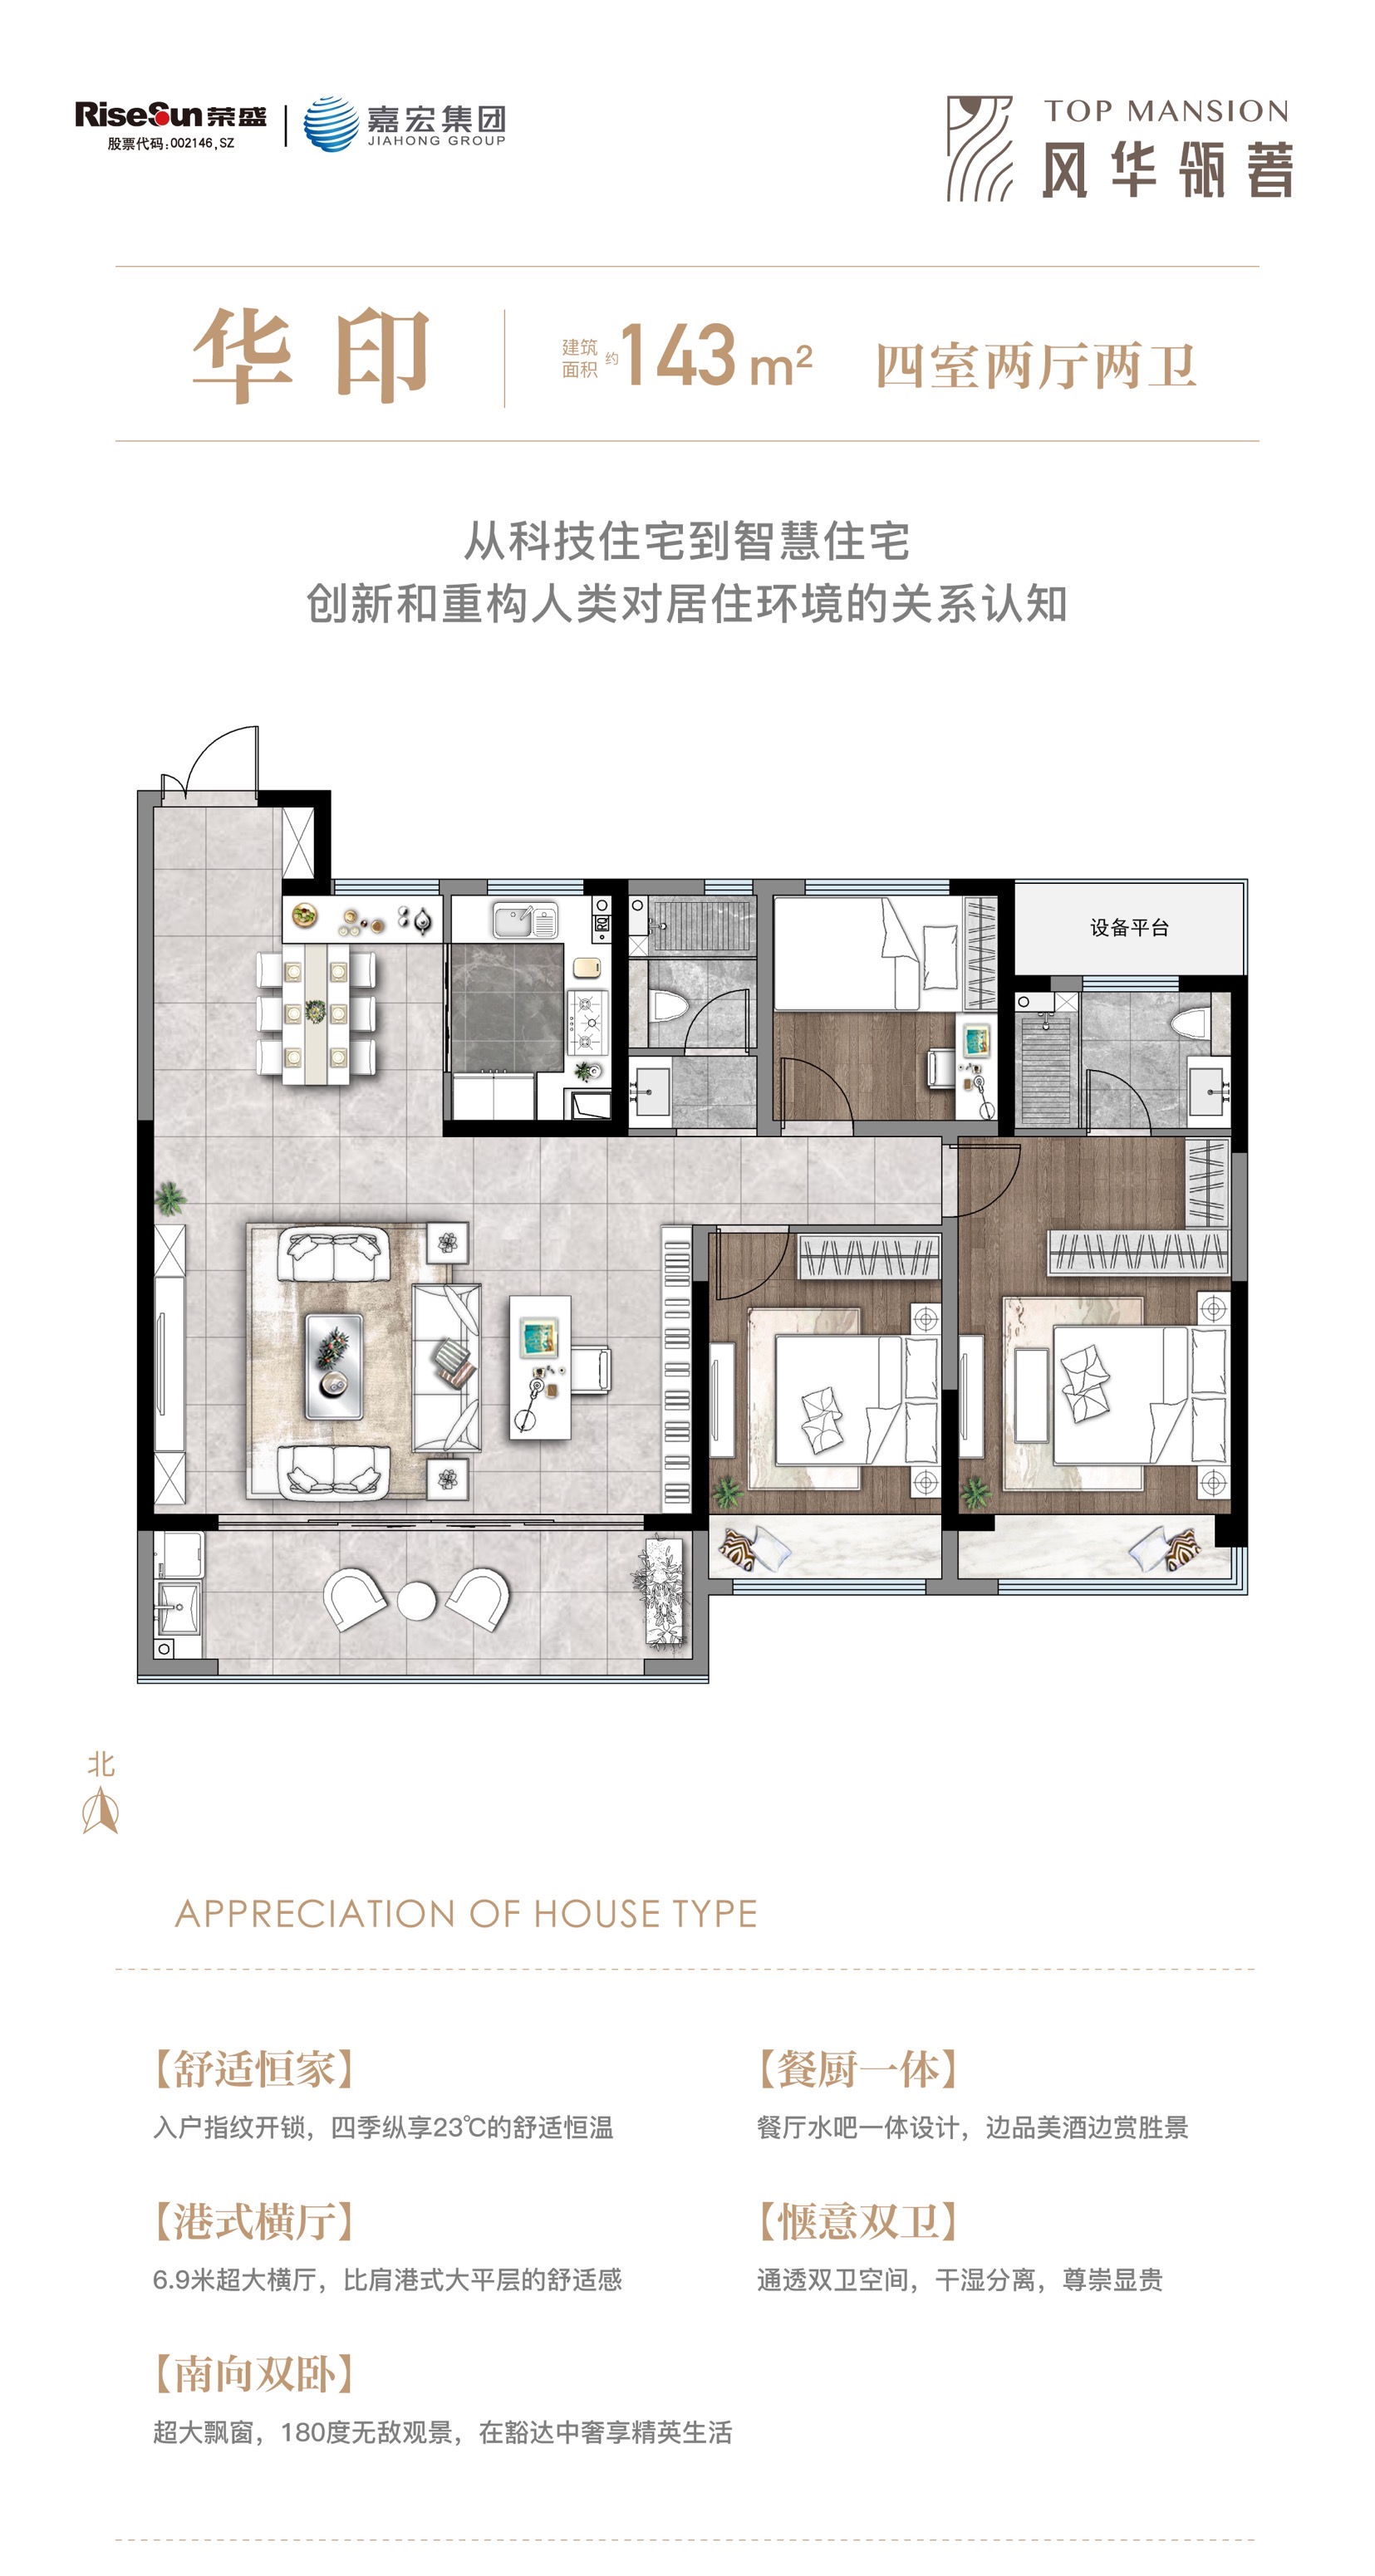 RiseSun 荣盛
股票代码:002146,SZ
嘉宏集团
JIAHONG GROUP
TOP MANSION
风华瓴著
华印
建筑面积 约 143 m²
四室两厅两卫
从科技住宅到智慧住宅
创新和重构人类对居住环境的关系认知
设备平台
RQ
北
APPRECIATION OF HOUSE TYPE
【舒适恒家】
入户指纹开锁，四季纵享23℃的舒适恒温
【餐厨一体】
餐厅水吧一体设计，边品美酒边赏胜景
【港式横厅】
6.9米超大横厅，比肩港式大平层的舒适感
【惬意双卫】
通透双卫空间，干湿分离，尊崇显贵
【南向双卧】
超大飘窗，180度无敌观景，在豁达中奢享精英生活